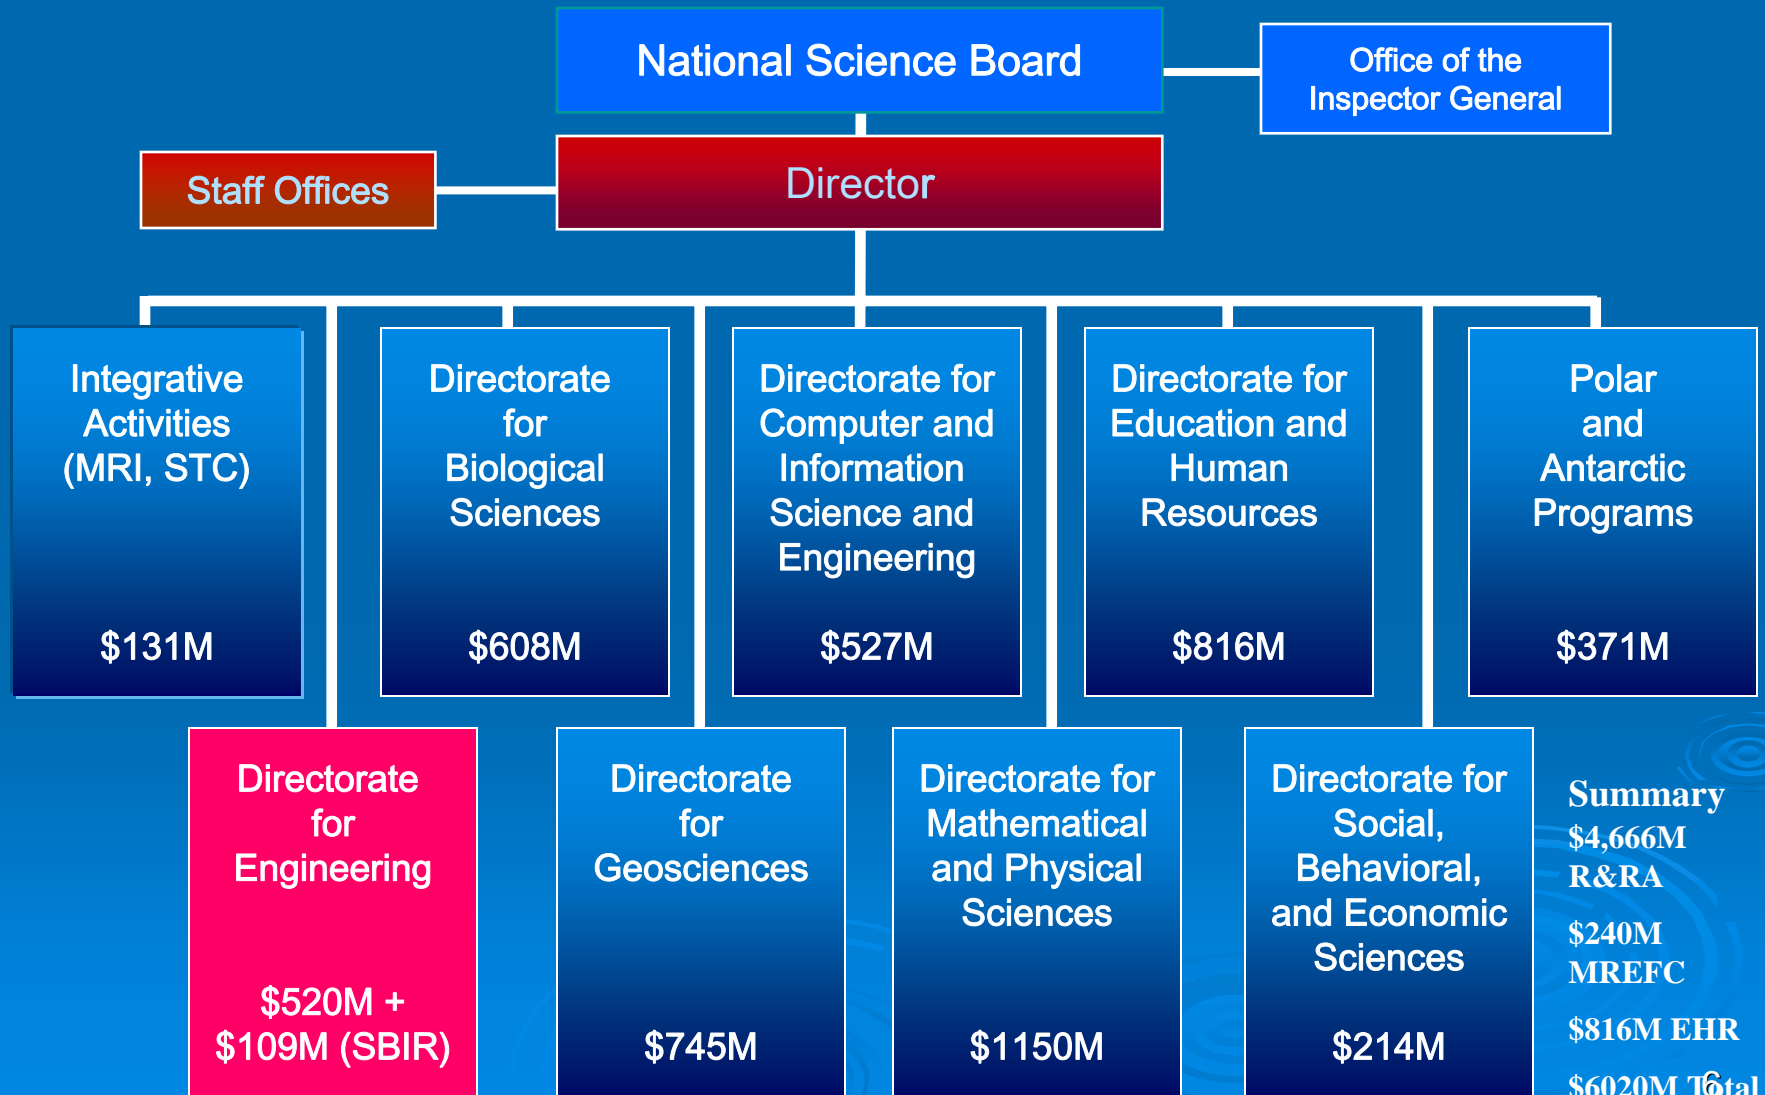 National Science Board
Office of the
Inspector General
Staff Offices
Director
Integrative
Activities
(MRI, STC)
$131M
Directorate
for
Biological
Sciences
$608M
Directorate for
Computer and
Information
Science and
Engineering
$527M
Directorate for
Education and
Human
Resources
$816M
Polar
and
Antarctic
Programs
$371M
Directorate
for
Engineering
$520M +
$109M (SBIR)
Directorate
for
Geosciences
$745M
Directorate for
Mathematical
and Physical
Sciences
$1150M
Directorate for
Social,
Behavioral,
and Economic
Sciences
$214M
Summary
$4,666M
R&RA
$240M
MREFC
$816M EHR
$6020M Total
6